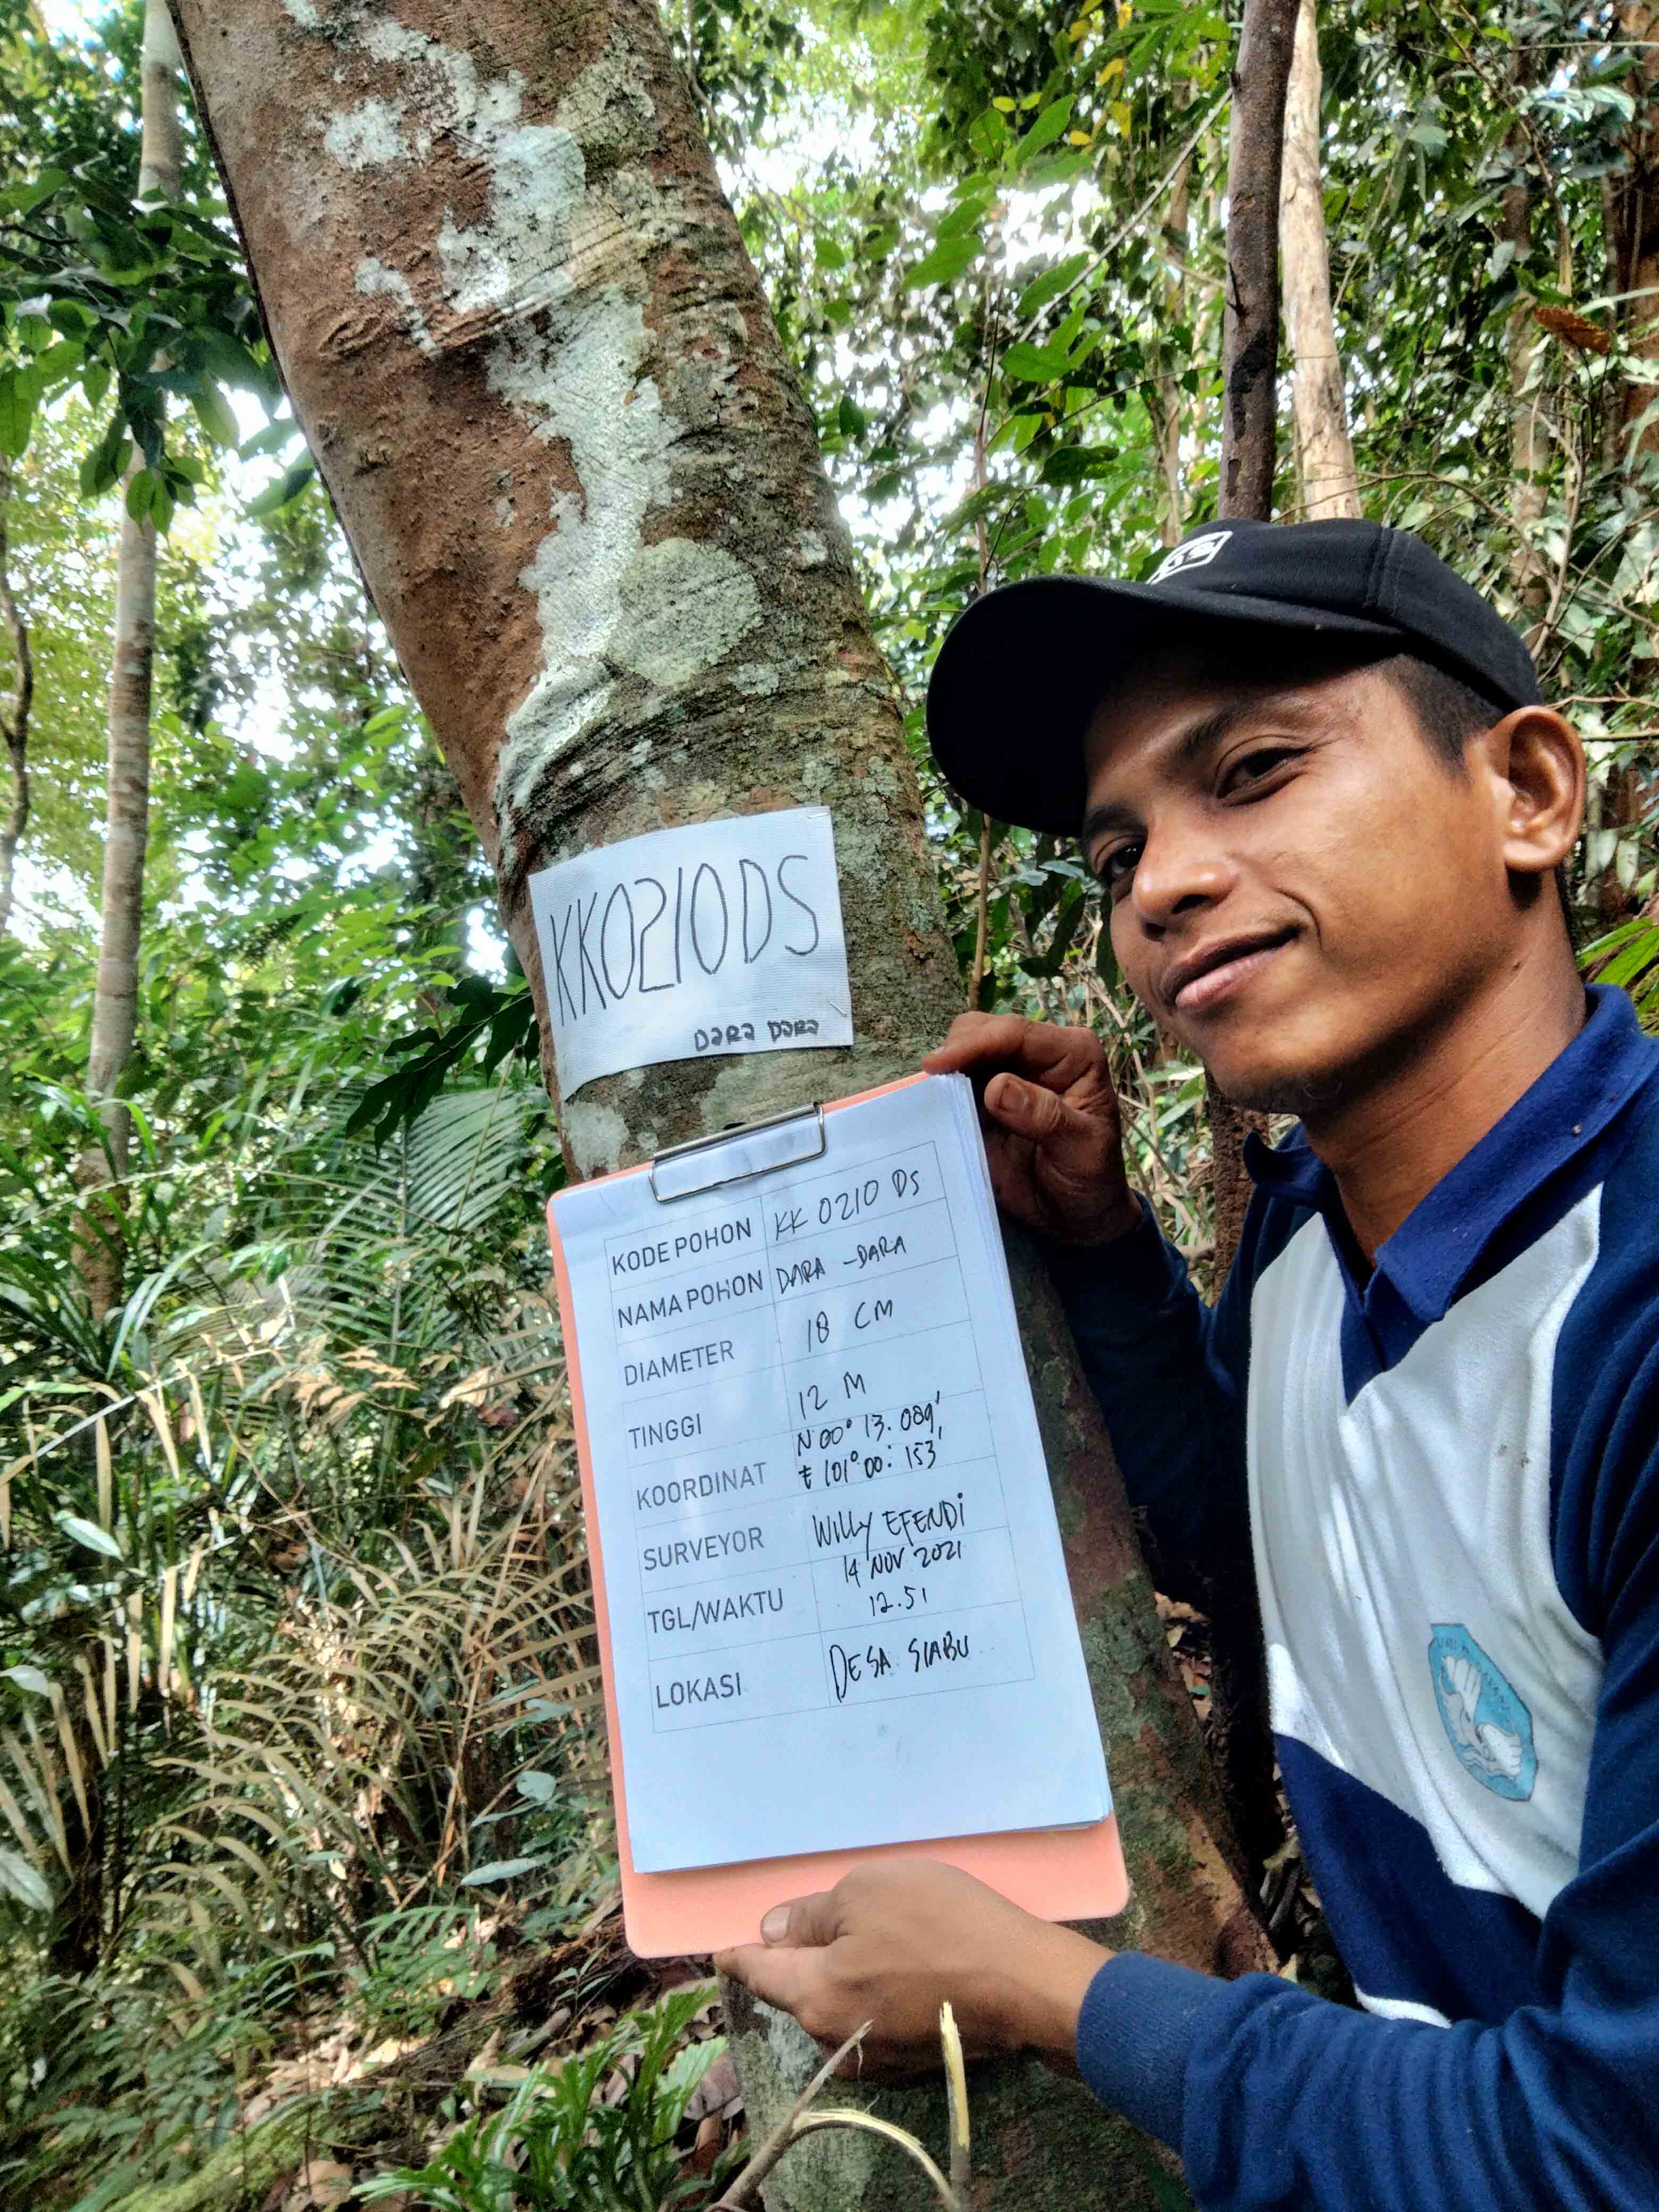 KK0210DS
DARA DARA
KODE POHON KK 0210 DS
NAMA POHON DARA - DARA
DIAMETER 18 CM
TINGGI 12 M
KOORDINAT N 00° 13. 089'
E 101° 00: 153'
SURVEYOR WILLY EFENDI
TGL/WAKTU 14 NOV 2021
12.51
LOKASI DESA SIABU